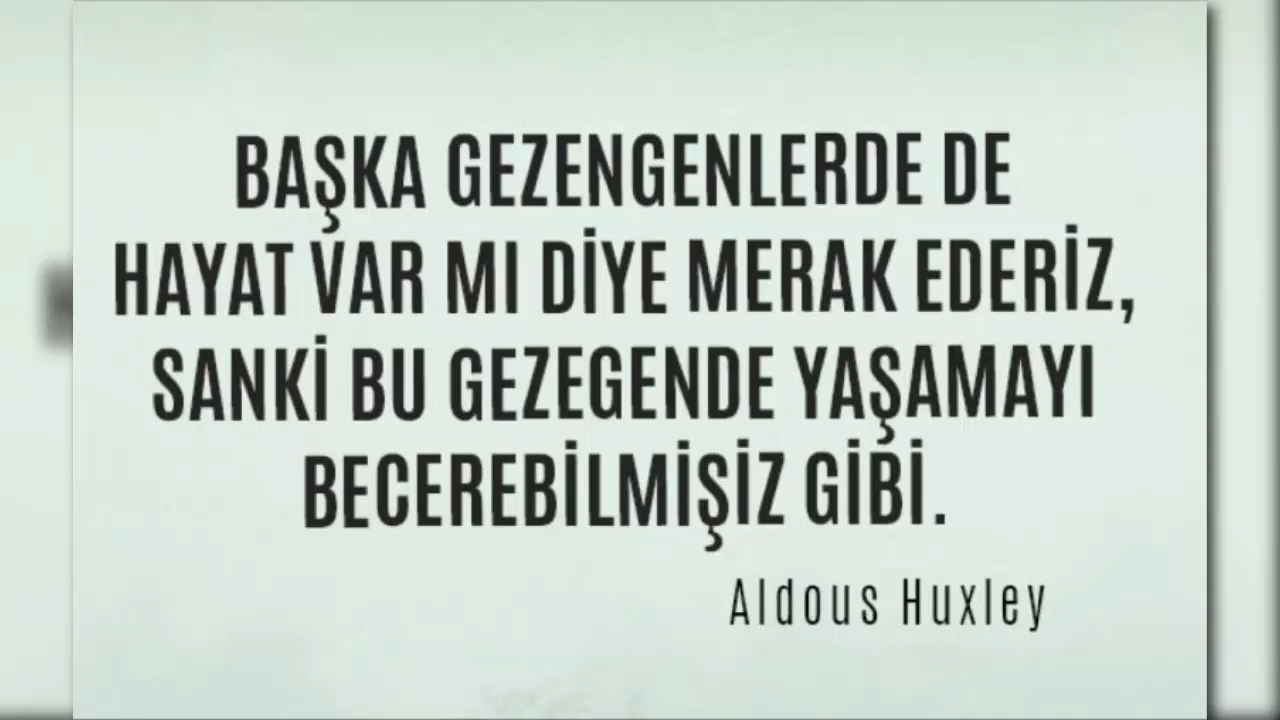 BAŞKA GEZENGENLERDE DE
HAYAT VAR MI DİYE MERAK EDERİZ,
SANKİ BU GEZEGENDE YAŞAMAYI
BECEREBİLMİŞİZ GİBİ.
Aldous Huxley